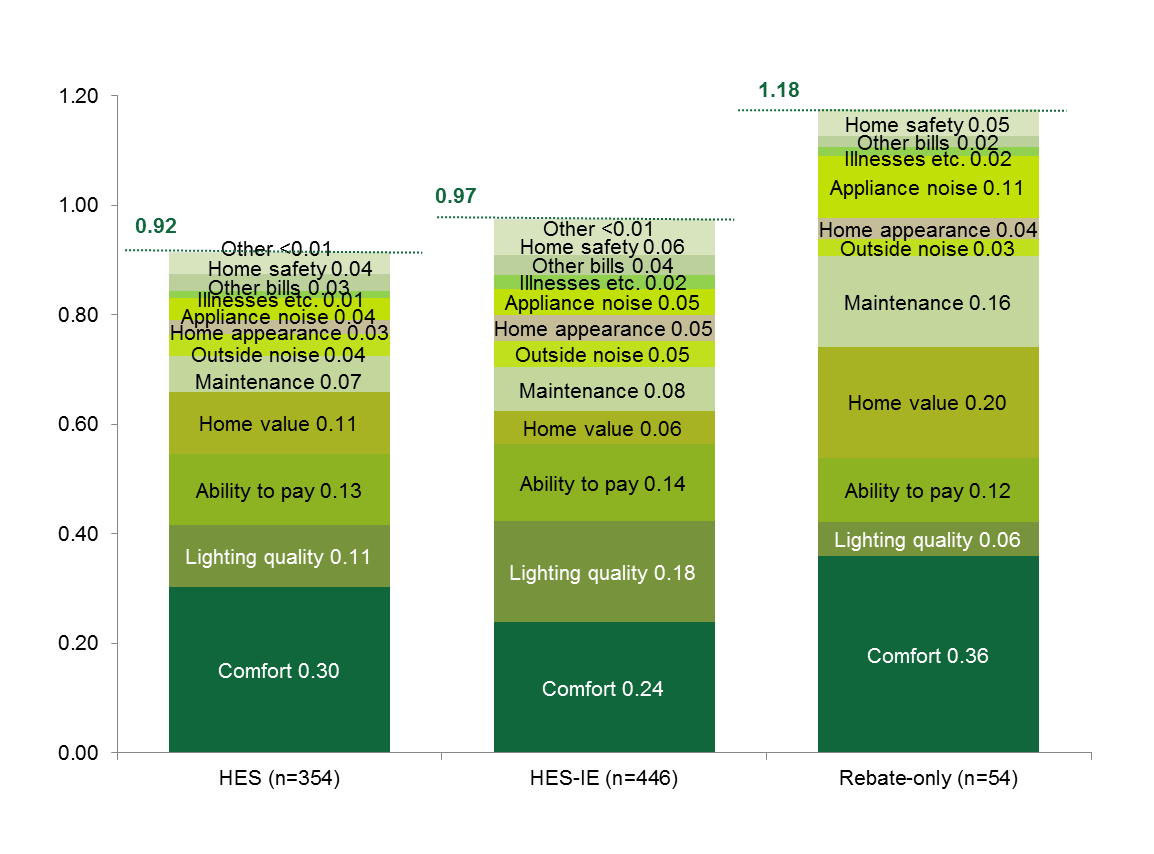 1.20
1.00
0.80
0.60
0.40
0.20
0.00
0.92
Other <0.01
Home safety 0.04
Other bills 0.03
Illnesses etc. 0.01
Appliance noise 0.04
Home appearance 0.03
Outside noise 0.04
Maintenance 0.07
Home value 0.11
Ability to pay 0.13
Lighting quality 0.11
Comfort 0.30
HES (n=354)
0.97
Other <0.01
Home safety 0.06
Other bills 0.04
Illnesses etc. 0.02
Appliance noise 0.05
Home appearance 0.05
Outside noise 0.05
Maintenance 0.08
Home value 0.06
Ability to pay 0.14
Lighting quality 0.18
Comfort 0.24
HES-IE (n=446)
1.18
Home safety 0.05
Other bills 0.02
Illnesses etc. 0.02
Appliance noise 0.11
Home appearance 0.04
Outside noise 0.03
Maintenance 0.16
Home value 0.20
Ability to pay 0.12
Lighting quality 0.06
Comfort 0.36
Rebate-only (n=54)